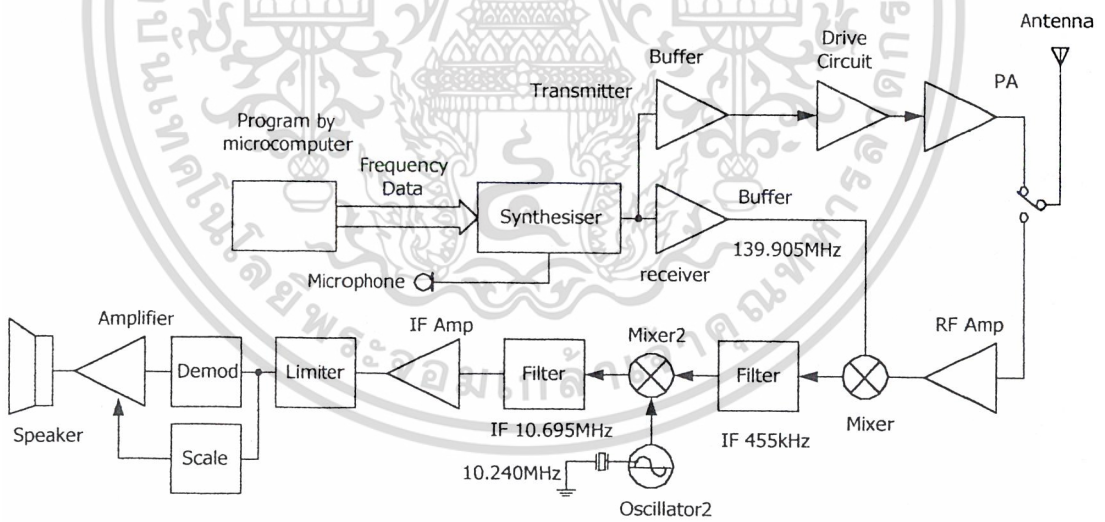 Antenna
Drive
Circuit
Buffer
PA
Transmitter
Program by
microcomputer
Frequency
Data
Synthesiser
Buffer
139.905MHz
receiver
Microphone
RF Amp
Amplifier
IF Amp
Mixer2
Demod
Limiter
Filter
Filter
Mixer
Speaker
IF 10.695MHz
IF 455kHz
Scale
10.240MHz
Oscillator2